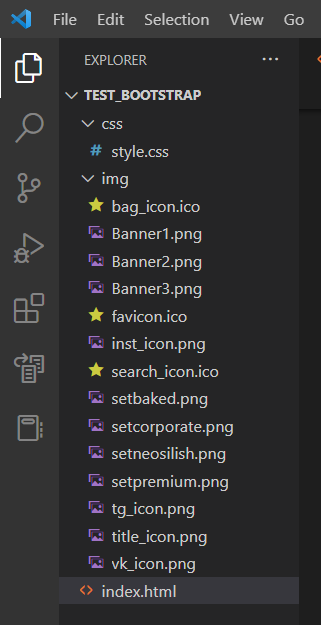 File Edit Selection View Go
EXPLORER ...
TEST_BOOTSTRAP
css
# style.css
img
bag_icon.ico
Banner1.png
Banner2.png
Banner3.png
favicon.ico
inst_icon.png
search_icon.ico
setbaked.png
setcorporate.png
setneosilish.png
setpremium.png
tg_icon.png
title_icon.png
vk_icon.png
<> index.html